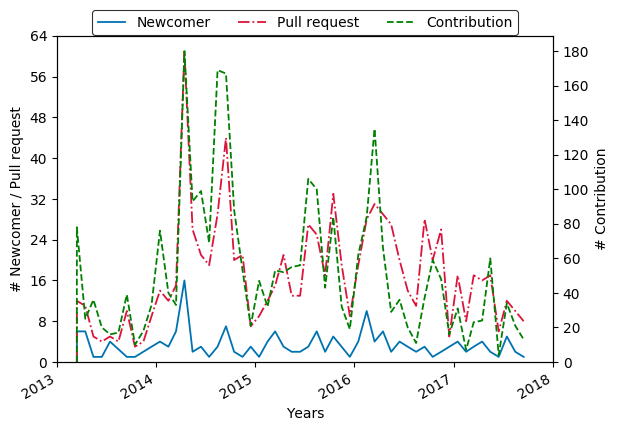 Newcomer Pull request Contribution
64 180
56 160
48 140
40 120
32 100
24 80
16 60
8 40
0 20
0
# Newcomer / Pull request
# Contribution
2013 2014 2015 2016 2017 2018
Years